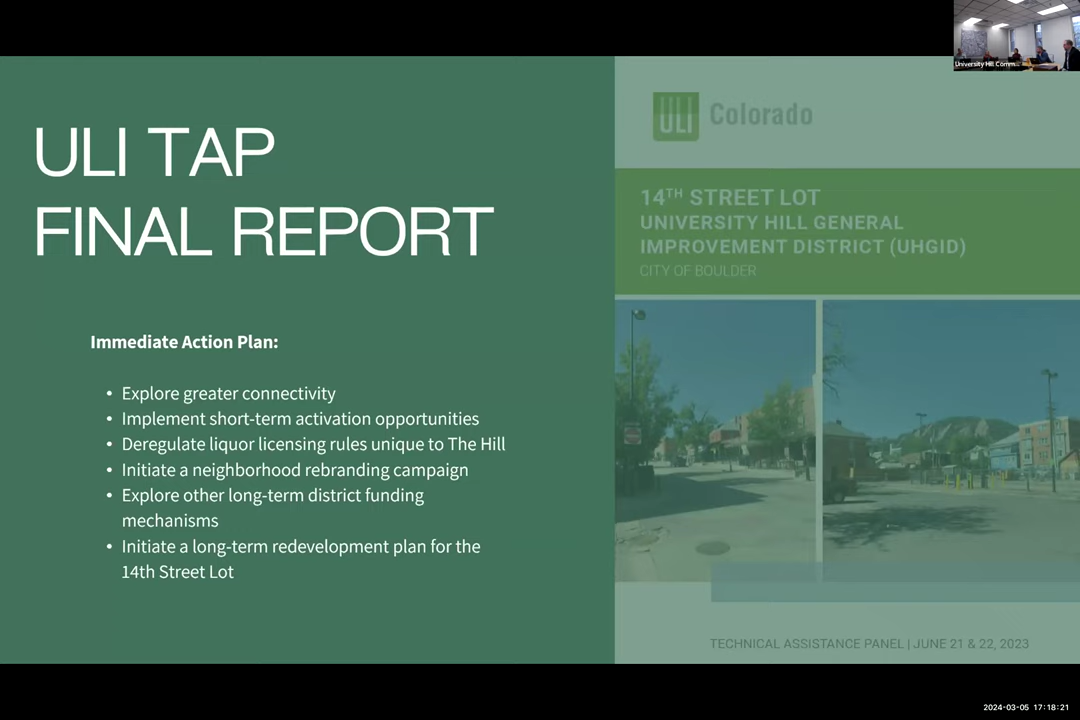 University Hill Comm...
ULI TAP
FINAL REPORT
Immediate Action Plan:
• Explore greater connectivity
• Implement short-term activation opportunities
• Deregulate liquor licensing rules unique to The Hill
• Initiate a neighborhood rebranding campaign
• Explore other long-term district funding
mechanisms
• Initiate a long-term redevelopment plan for the
14th Street Lot
ULI Colorado
14TH STREET LOT
UNIVERSITY HILL GENERAL
IMPROVEMENT DISTRICT (UHGID)
CITY OF BOULDER
TECHNICAL ASSISTANCE PANEL | JUNE 21 & 22, 2023
2024-03-05 17:18:21